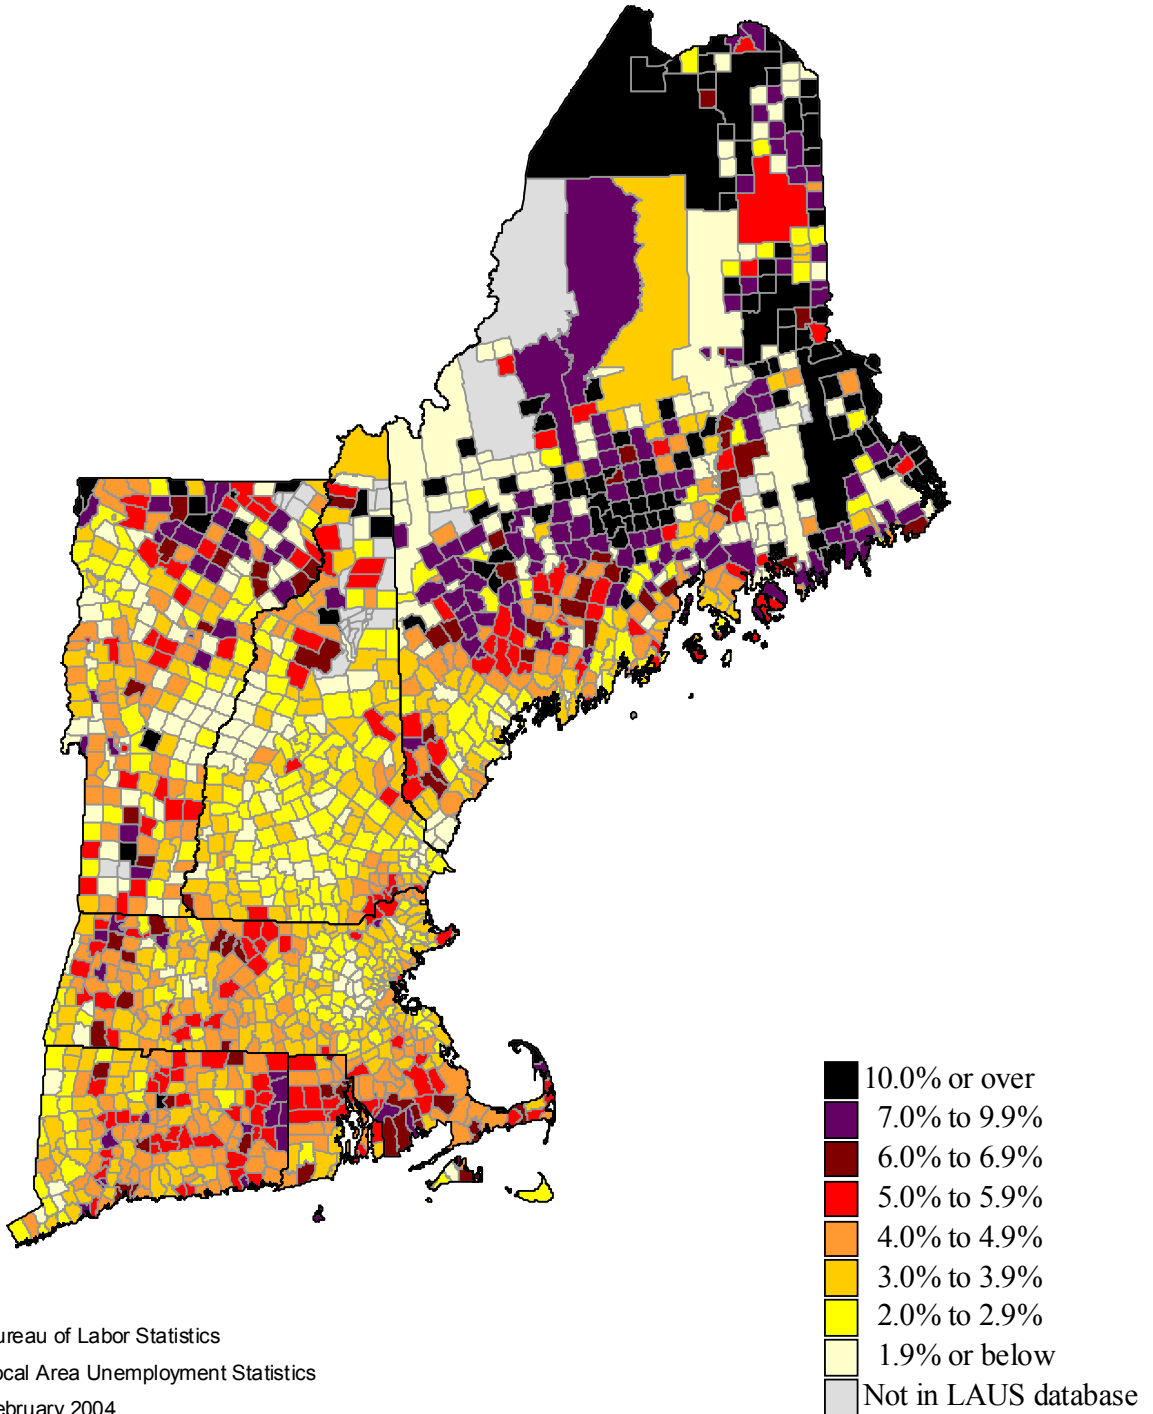 10.0% or over
7.0% to 9.9%
6.0% to 6.9%
5.0% to 5.9%
4.0% to 4.9%
3.0% to 3.9%
2.0% to 2.9%
1.9% or below
Not in LAUS database
ureau of Labor Statistics
ocal Area Unemployment Statistics
ebruary 2004